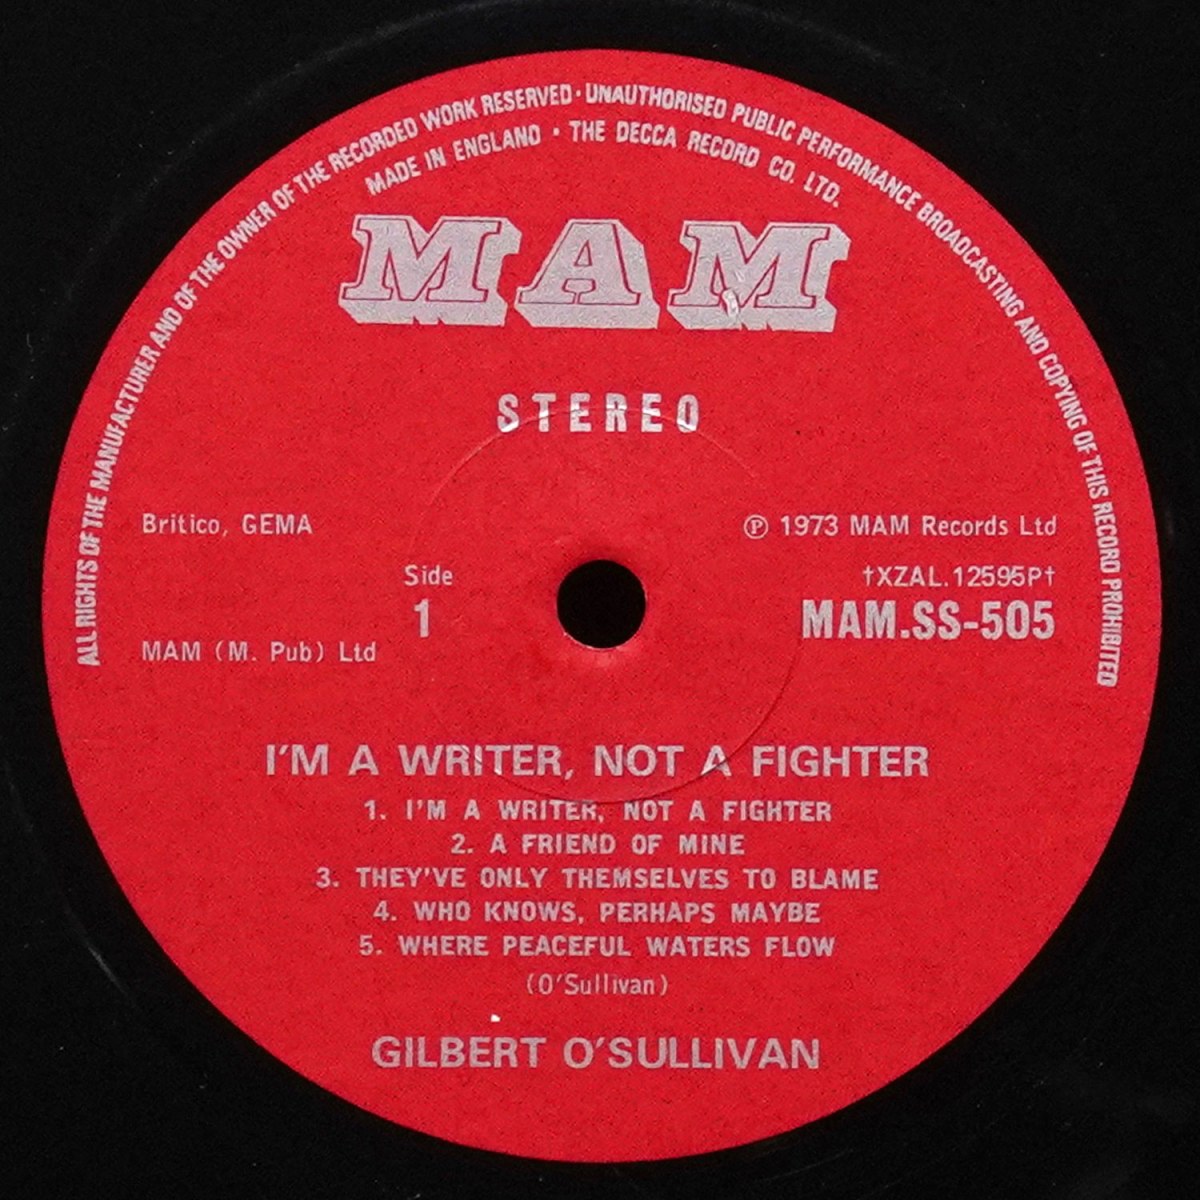 ALL RIGHTS OF THE MANUFACTURER AND OF THE OWNER OF THE RECORDED WORK RESERVED · UNAUTHORISED PUBLIC PERFORMANCE BROADCASTING AND COPYING OF THIS RECORD PROHIBITED
MADE IN ENGLAND · THE DECCA RECORD CO. LTD.
MAM
STEREO
Britico, GEMA
℗ 1973 MAM Records Ltd
Side
1
†XZAL.12595P†
MAM.SS-505
MAM (M. Pub) Ltd
I'M A WRITER, NOT A FIGHTER
1. I'M A WRITER, NOT A FIGHTER
2. A FRIEND OF MINE
3. THEY'VE ONLY THEMSELVES TO BLAME
4. WHO KNOWS, PERHAPS MAYBE
5. WHERE PEACEFUL WATERS FLOW
(O'Sullivan)
GILBERT O'SULLIVAN